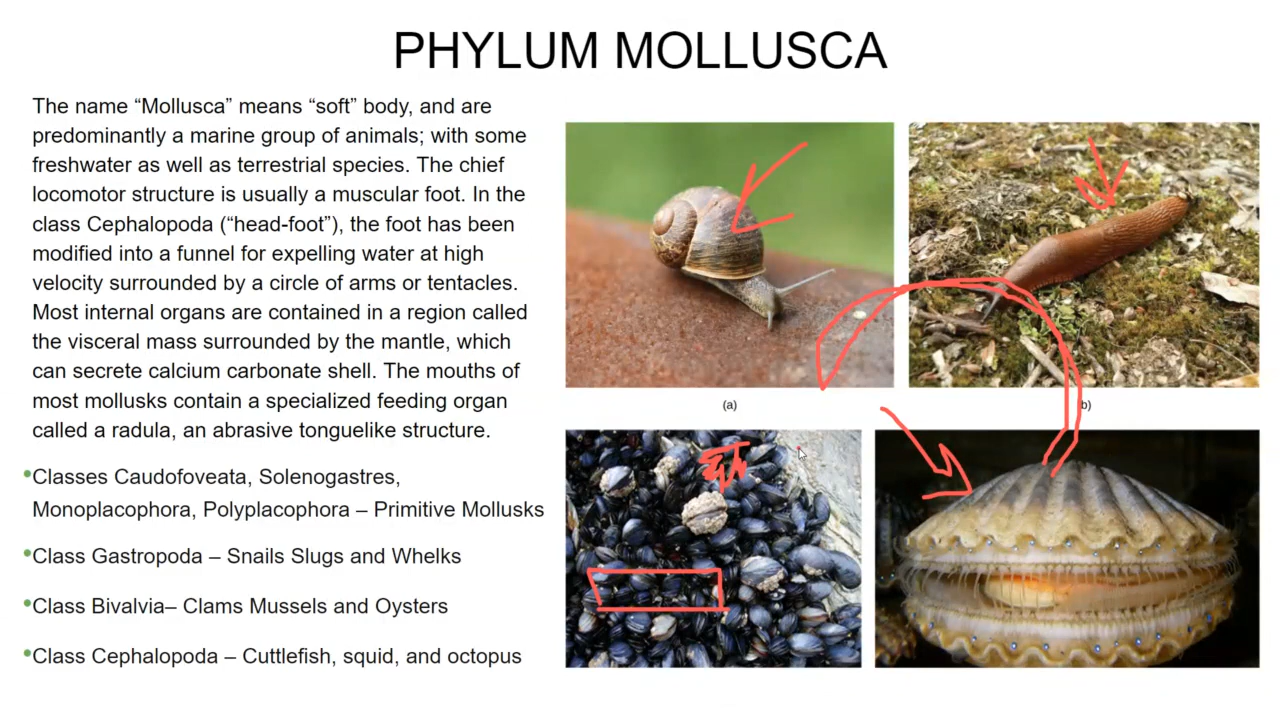 PHYLUM MOLLUSCA
The name “Mollusca” means “soft” body, and are
predominantly a marine group of animals; with some
freshwater as well as terrestrial species. The chief
locomotor structure is usually a muscular foot. In the
class Cephalopoda (“head-foot”), the foot has been
modified into a funnel for expelling water at high
velocity surrounded by a circle of arms or tentacles.
Most internal organs are contained in a region called
the visceral mass surrounded by the mantle, which
can secrete calcium carbonate shell. The mouths of
most mollusks contain a specialized feeding organ
called a radula, an abrasive tonguelike structure.
•Classes Caudofoveata, Solenogastres,
Monoplacophora, Polyplacophora – Primitive Mollusks
•Class Gastropoda – Snails Slugs and Whelks
•Class Bivalvia– Clams Mussels and Oysters
•Class Cephalopoda – Cuttlefish, squid, and octopus
(a)
b)